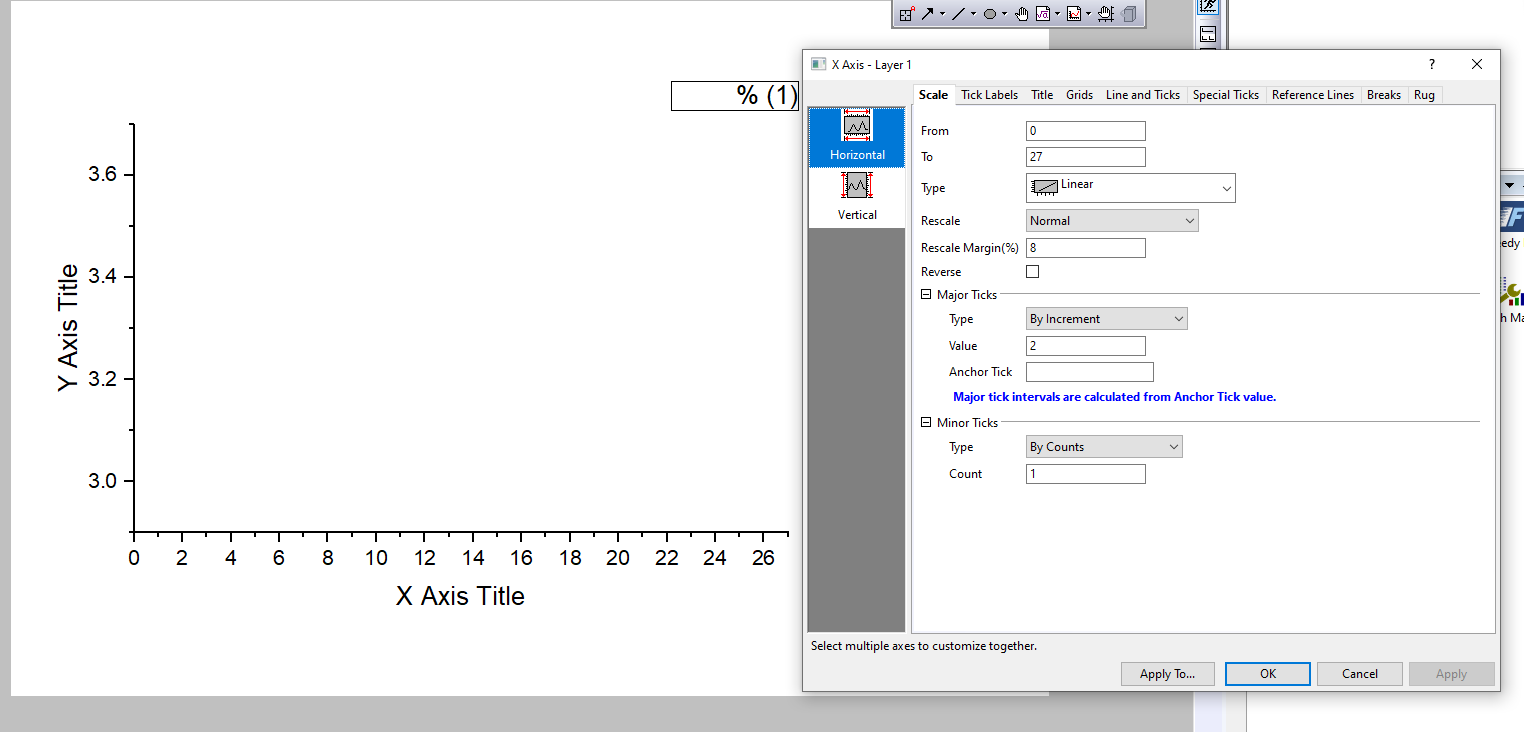 % (1)
3.6
3.4
3.2
3.0
Y Axis Title
0 2 4 6 8 10 12 14 16 18 20 22 24 26
X Axis Title
X Axis - Layer 1
?
Scale Tick Labels Title Grids Line and Ticks Special Ticks Reference Lines Breaks Rug
Horizontal
Vertical
From 0
To 27
Type Linear
Rescale Normal
Rescale Margin(%) 8
Reverse
Major Ticks
Type By Increment
Value 2
Anchor Tick
Major tick intervals are calculated from Anchor Tick value.
Minor Ticks
Type By Counts
Count 1
Select multiple axes to customize together.
Apply To... OK Cancel Apply
F
edy
h Ma